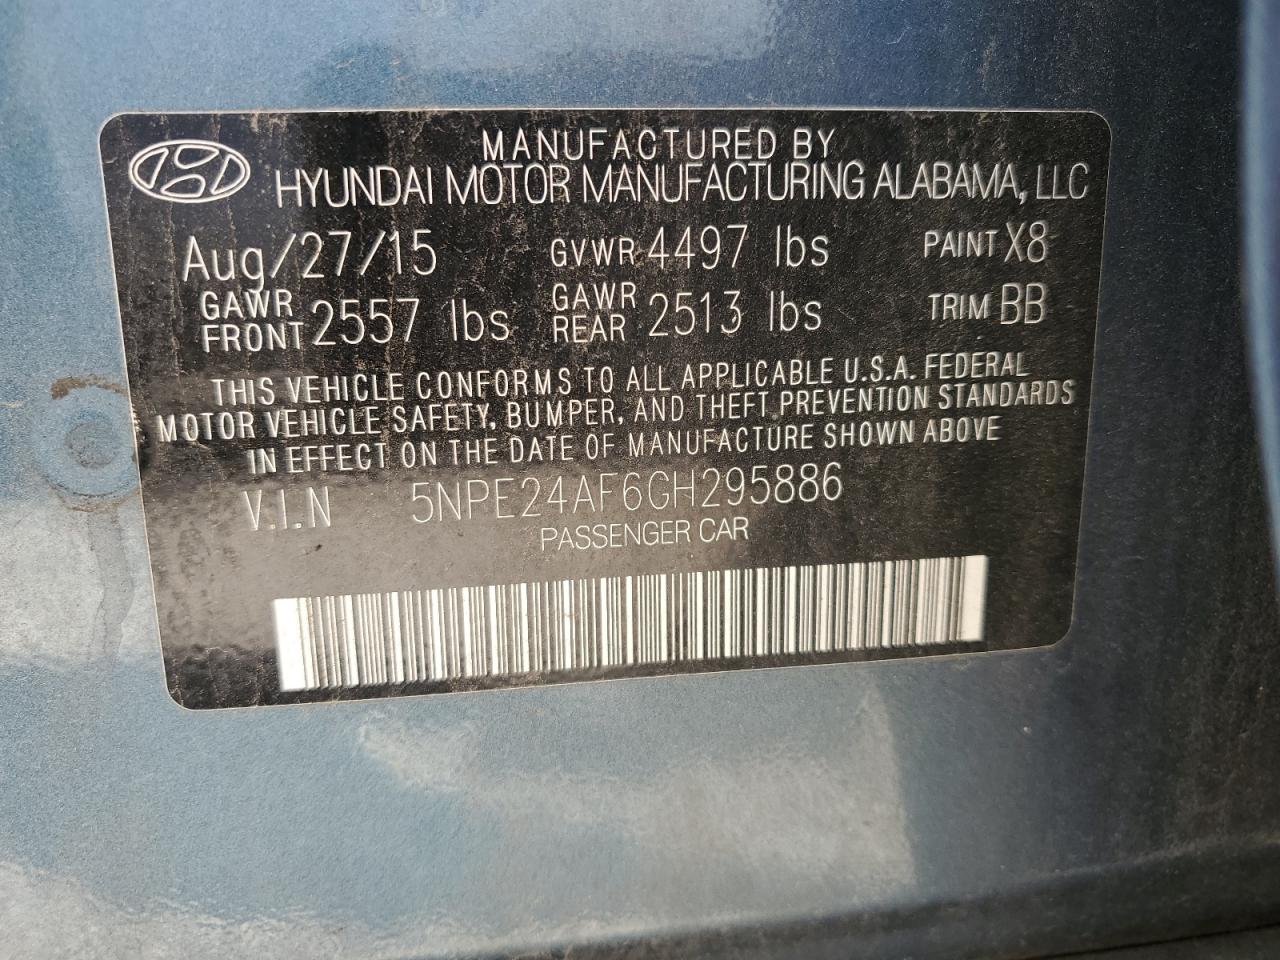 MANUFACTURED BY
HYUNDAI MOTOR MANUFACTURING ALABAMA, LLC
Aug/27/15 GVWR 4497 lbs PAINT X8
GAWR FRONT 2557 lbs GAWR REAR 2513 lbs TRIM BB
THIS VEHICLE CONFORMS TO ALL APPLICABLE U.S.A. FEDERAL
MOTOR VEHICLE SAFETY, BUMPER, AND THEFT PREVENTION STANDARDS
IN EFFECT ON THE DATE OF MANUFACTURE SHOWN ABOVE
V.I.N 5NPE24AF6GH295886
PASSENGER CAR